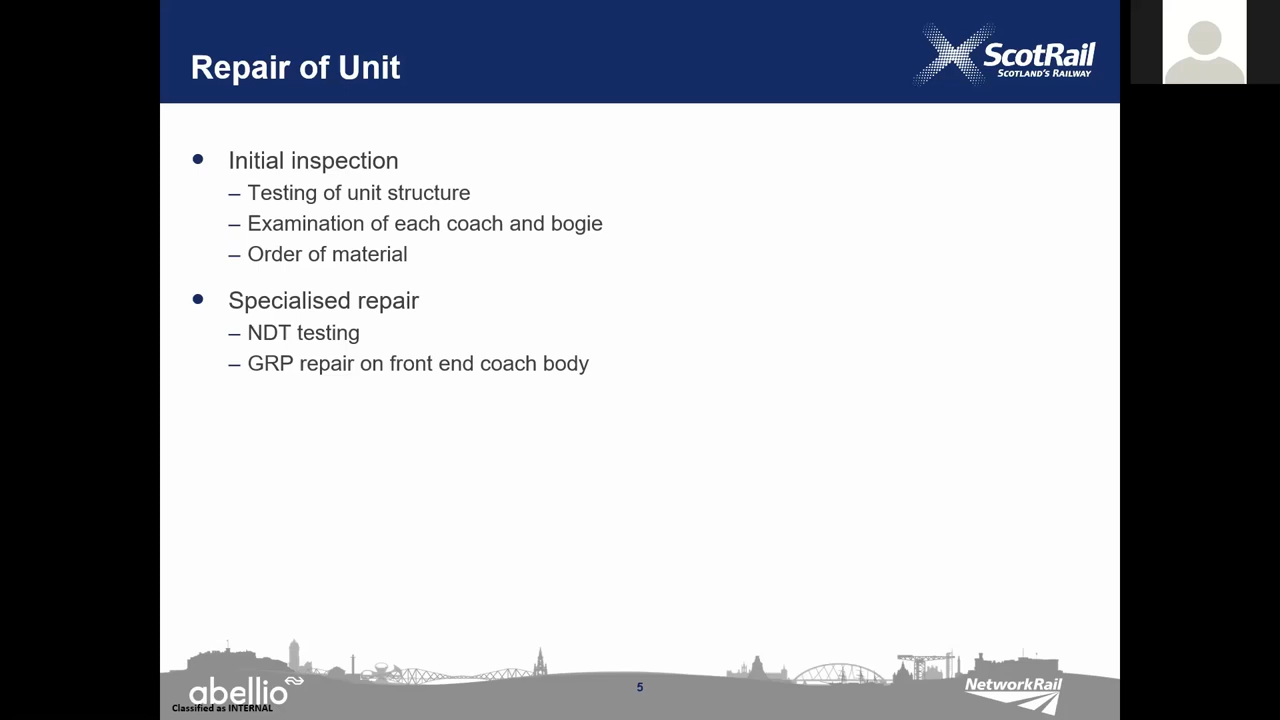 Repair of Unit
ScotRail
SCOTLAND'S RAILWAY
• Initial inspection
– Testing of unit structure
– Examination of each coach and bogie
– Order of material
• Specialised repair
– NDT testing
– GRP repair on front end coach body
abellio
Classified as INTERNAL
5
NetworkRail